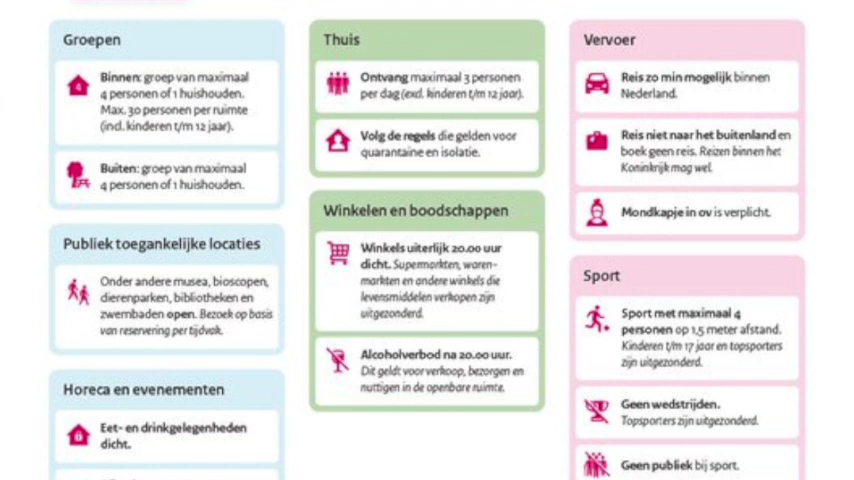 Groepen
Binnen: groep van maximaal
4 personen of 1 huishouden.
Max. 30 personen per ruimte
(incl. kinderen t/m 12 jaar).
Buiten: groep van maximaal
4 personen of 1 huishouden.
Publiek toegankelijke locaties
Onder andere musea, bioscopen,
dierenparken, bibliotheken en
zwembaden open. Bezoek op basis
van reservering per tijdvak.
Horeca en evenementen
Eet- en drinkgelegenheden
dicht.
Thuis
Ontvang maximaal 3 personen
per dag (excl. kinderen t/m 12 jaar).
Volg de regels die gelden voor
quarantaine en isolatie.
Winkelen en boodschappen
Winkels uiterlijk 20.00 uur
dicht. Supermarkten, waren-
markten en andere winkels die
levensmiddelen verkopen zijn
uitgezonderd.
Alcoholverbod na 20.00 uur.
Dit geldt voor verkoop, bezorgen en
nuttigen in de openbare ruimte.
Vervoer
Reis zo min mogelijk binnen
Nederland.
Reis niet naar het buitenland en
boek geen reis. Reizen binnen het
Koninkrijk mag wel.
Mondkapje in ov is verplicht.
Sport
Sport met maximaal 4
personen op 1,5 meter afstand.
Kinderen t/m 17 jaar en topsporters
zijn uitgezonderd.
Geen wedstrijden.
Topsporters zijn uitgezonderd.
Geen publiek bij sport.